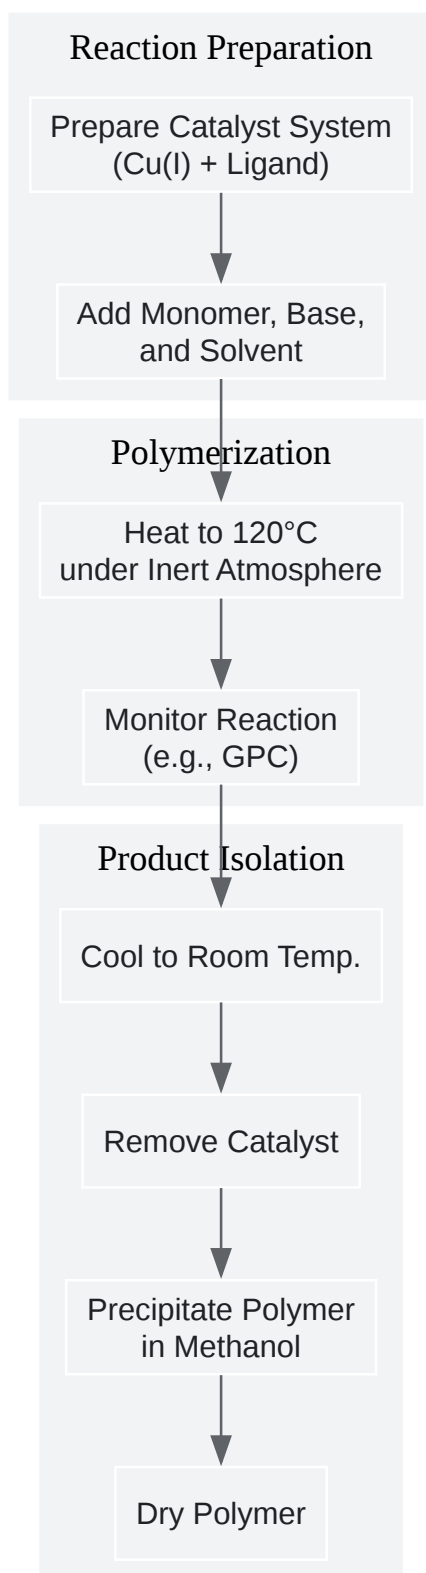 Reaction Preparation
Prepare Catalyst System
(Cu(I) + Ligand)
Add Monomer, Base,
and Solvent
Polymerization
Heat to 120°C
under Inert Atmosphere
Monitor Reaction
(e.g., GPC)
Product Isolation
Cool to Room Temp.
Remove Catalyst
Precipitate Polymer
in Methanol
Dry Polymer